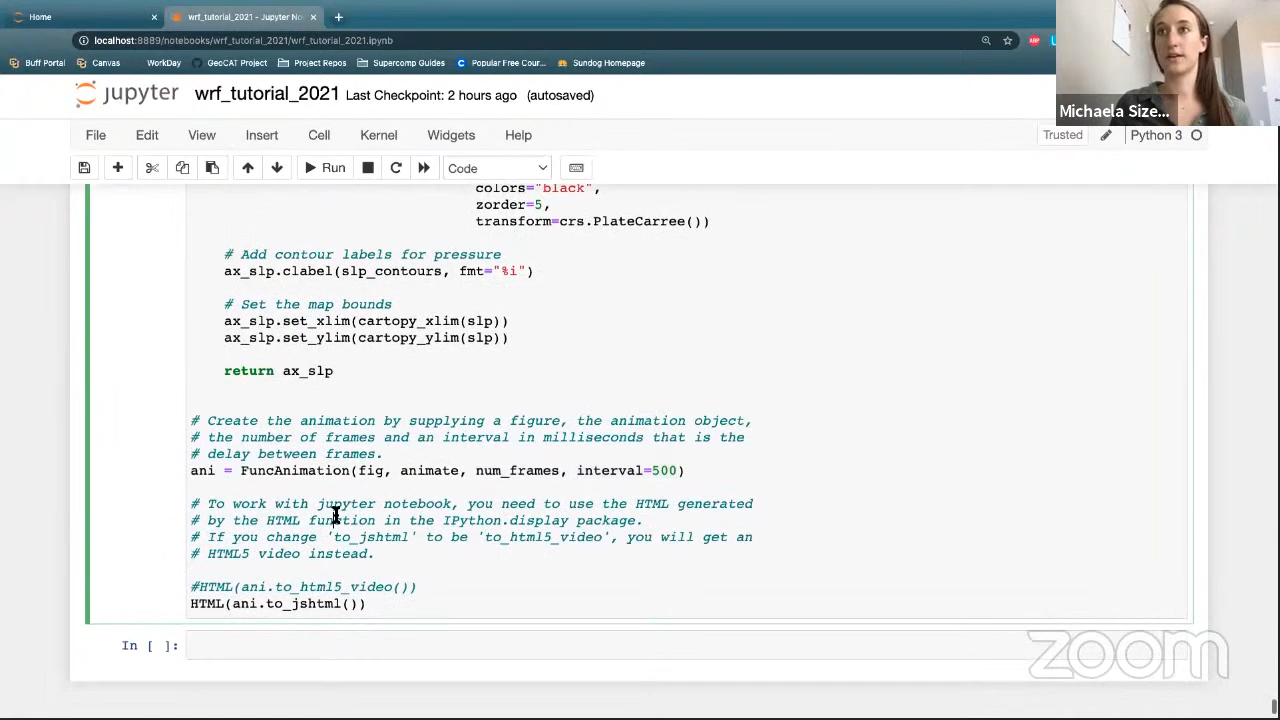 Home
wrf_tutorial_2021 - Jupyter No
localhost:8889/notebooks/wrf_tutorial_2021/wrf_tutorial_2021.ipynb
ABP
Buff Portal Canvas WorkDay GeoCAT Project Project Repos Supercomp Guides Popular Free Cour... Sundog Homepage
jupyter wrf_tutorial_2021 Last Checkpoint: 2 hours ago (autosaved)
Michaela Size...
File Edit View Insert Cell Kernel Widgets Help Trusted Python 3
Run Code
colors="black",
zorder=5,
transform=crs.PlateCarree())
# Add contour labels for pressure
ax_slp.clabel(slp_contours, fmt="%i")
# Set the map bounds
ax_slp.set_xlim(cartopy_xlim(slp))
ax_slp.set_ylim(cartopy_ylim(slp))
return ax_slp
# Create the animation by supplying a figure, the animation object,
# the number of frames and an interval in milliseconds that is the
# delay between frames.
ani = FuncAnimation(fig, animate, num_frames, interval=500)
# To work with jupyter notebook, you need to use the HTML generated
# by the HTML function in the IPython.display package.
# If you change 'to_jshtml' to be 'to_html5_video', you will get an
# HTML5 video instead.
#HTML(ani.to_html5_video())
HTML(ani.to_jshtml())
In [ ]:
zoom